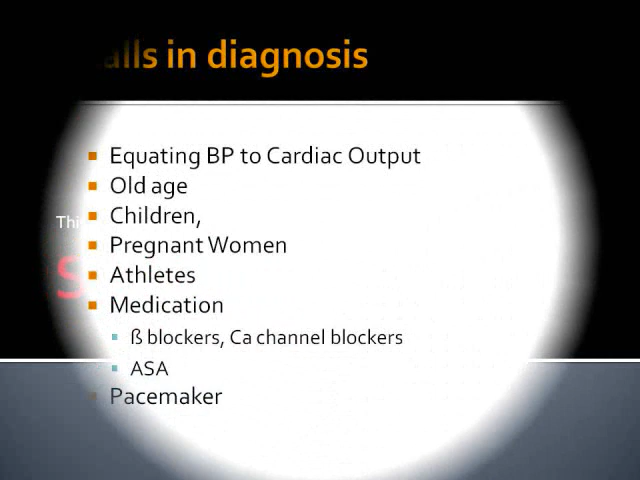 alls in diagnosis
Equating BP to Cardiac Output
Old age
Children,
Pregnant Women
Athletes
Medication
ß blockers, Ca channel blockers
ASA
Pacemaker
Thi
S